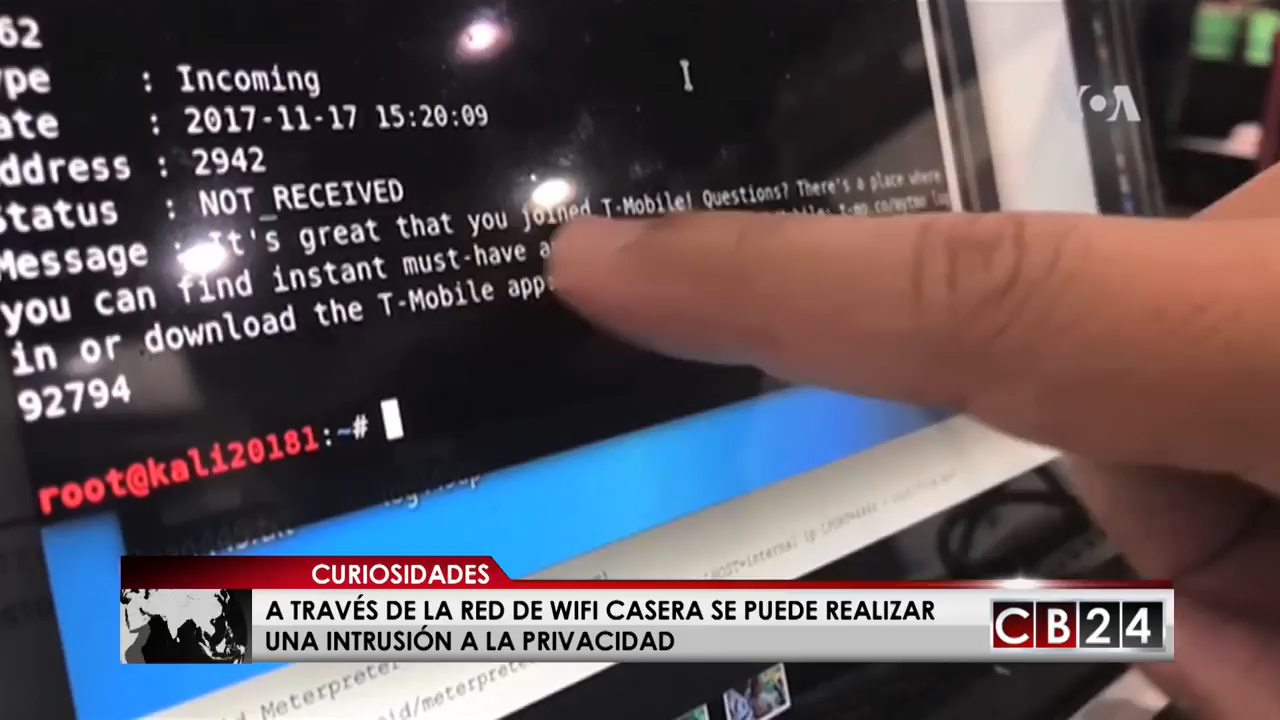 62
ype : Incoming
ate : 2017-11-17 15:20:09
ddress : 2942
Status : NOT_RECEIVED
Message : It's great that you joined T-Mobile! Questions? There's a place where
you can find instant must-have
in or download the T-Mobile app:
92794
root@kali20181:~#
VOA
CURIOSIDADES
A TRAVÉS DE LA RED DE WIFI CASERA SE PUEDE REALIZAR
UNA INTRUSIÓN A LA PRIVACIDAD
CB24
Meterpreter